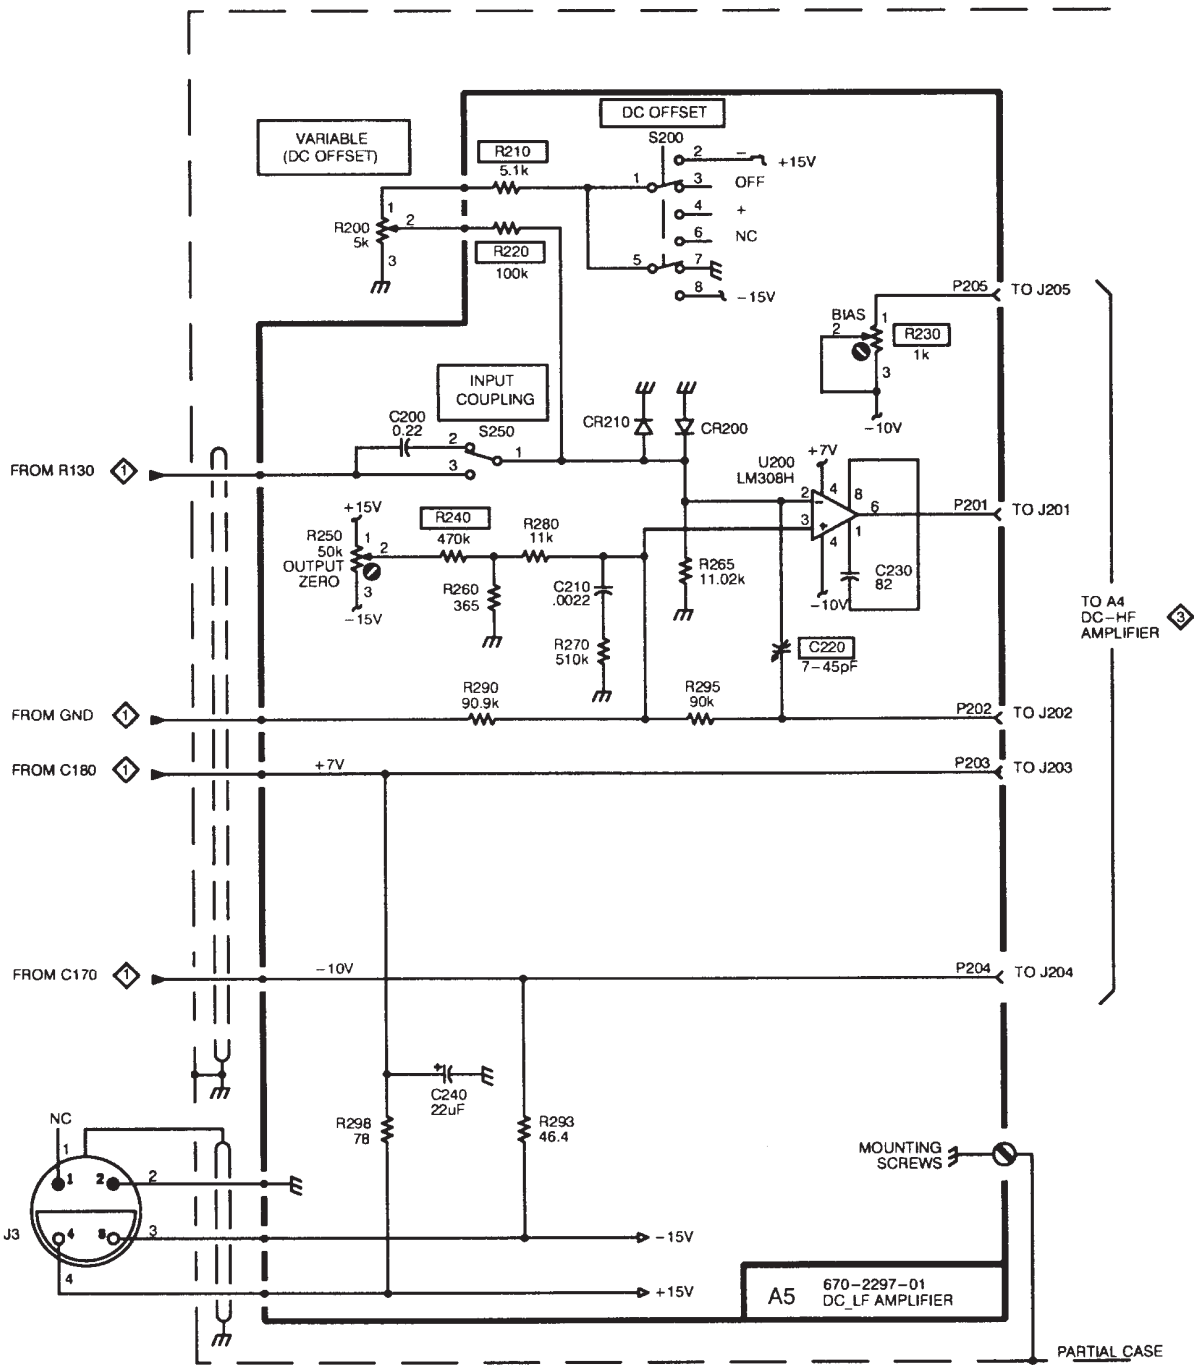 DC OFFSET
S200
VARIABLE
(DC OFFSET)
R210
5.1k
1
2
−
+15V
3
OFF
4
+
6
NC
5
7
8
−15V
R200
5k
1
2
3
R220
100k
P205
TO J205
BIAS
1
2
3
R230
1k
−10V
INPUT
COUPLING
S250
C200
0.22
2
1
3
CR210
CR200
FROM R130
1
U200
LM308H
+7V
2
−
4
8
3
+
6
4
1
−10V
C230
82
P201
TO J201
+15V
R250
50k
OUTPUT
ZERO
1
2
3
−15V
R240
470k
R280
11k
R260
365
C210
.0022
R270
510k
R265
11.02k
C220
7-45pF
TO A4
DC-HF
AMPLIFIER
3
FROM GND
1
R290
90.9k
R295
90k
P202
TO J202
FROM C180
1
+7V
P203
TO J203
FROM C170
1
−10V
P204
TO J204
+
C240
22uF
R298
78
R293
46.4
MOUNTING
SCREWS
NC
1
1
2
2
J3
4
3
4
−15V
+15V
A5
670-2297-01
DC_LF AMPLIFIER
PARTIAL CASE